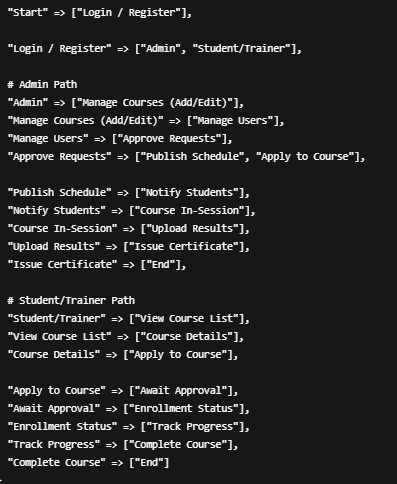 "Start" => ["Login / Register"],
"Login / Register" => ["Admin", "Student/Trainer"],
# Admin Path
"Admin" => ["Manage Courses (Add/Edit)"],
"Manage Courses (Add/Edit)" => ["Manage Users"],
"Manage Users" => ["Approve Requests"],
"Approve Requests" => ["Publish Schedule", "Apply to Course"],
"Publish Schedule" => ["Notify Students"],
"Notify Students" => ["Course In-Session"],
"Course In-Session" => ["Upload Results"],
"Upload Results" => ["Issue Certificate"],
"Issue Certificate" => ["End"],
# Student/Trainer Path
"Student/Trainer" => ["View Course List"],
"View Course List" => ["Course Details"],
"Course Details" => ["Apply to Course"],
"Apply to Course" => ["Await Approval"],
"Await Approval" => ["Enrollment Status"],
"Enrollment Status" => ["Track Progress"],
"Track Progress" => ["Complete Course"],
"Complete Course" => ["End"]